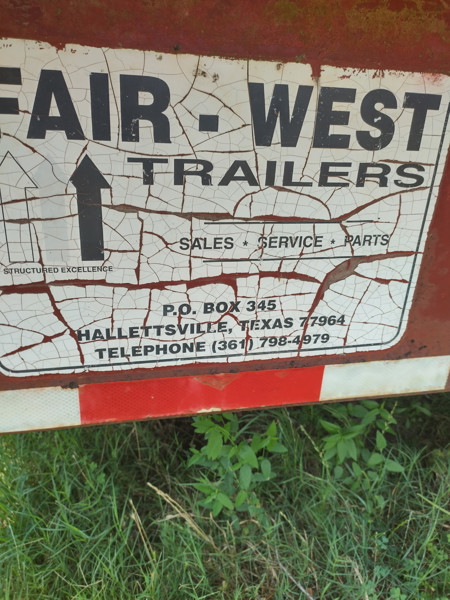 FAIR - WEST
TRAILERS
SALES * SERVICE * PARTS
STRUCTURED EXCELLENCE
P.O. BOX 345
HALLETTSVILLE, TEXAS 77964
TELEPHONE (361) 798-4979